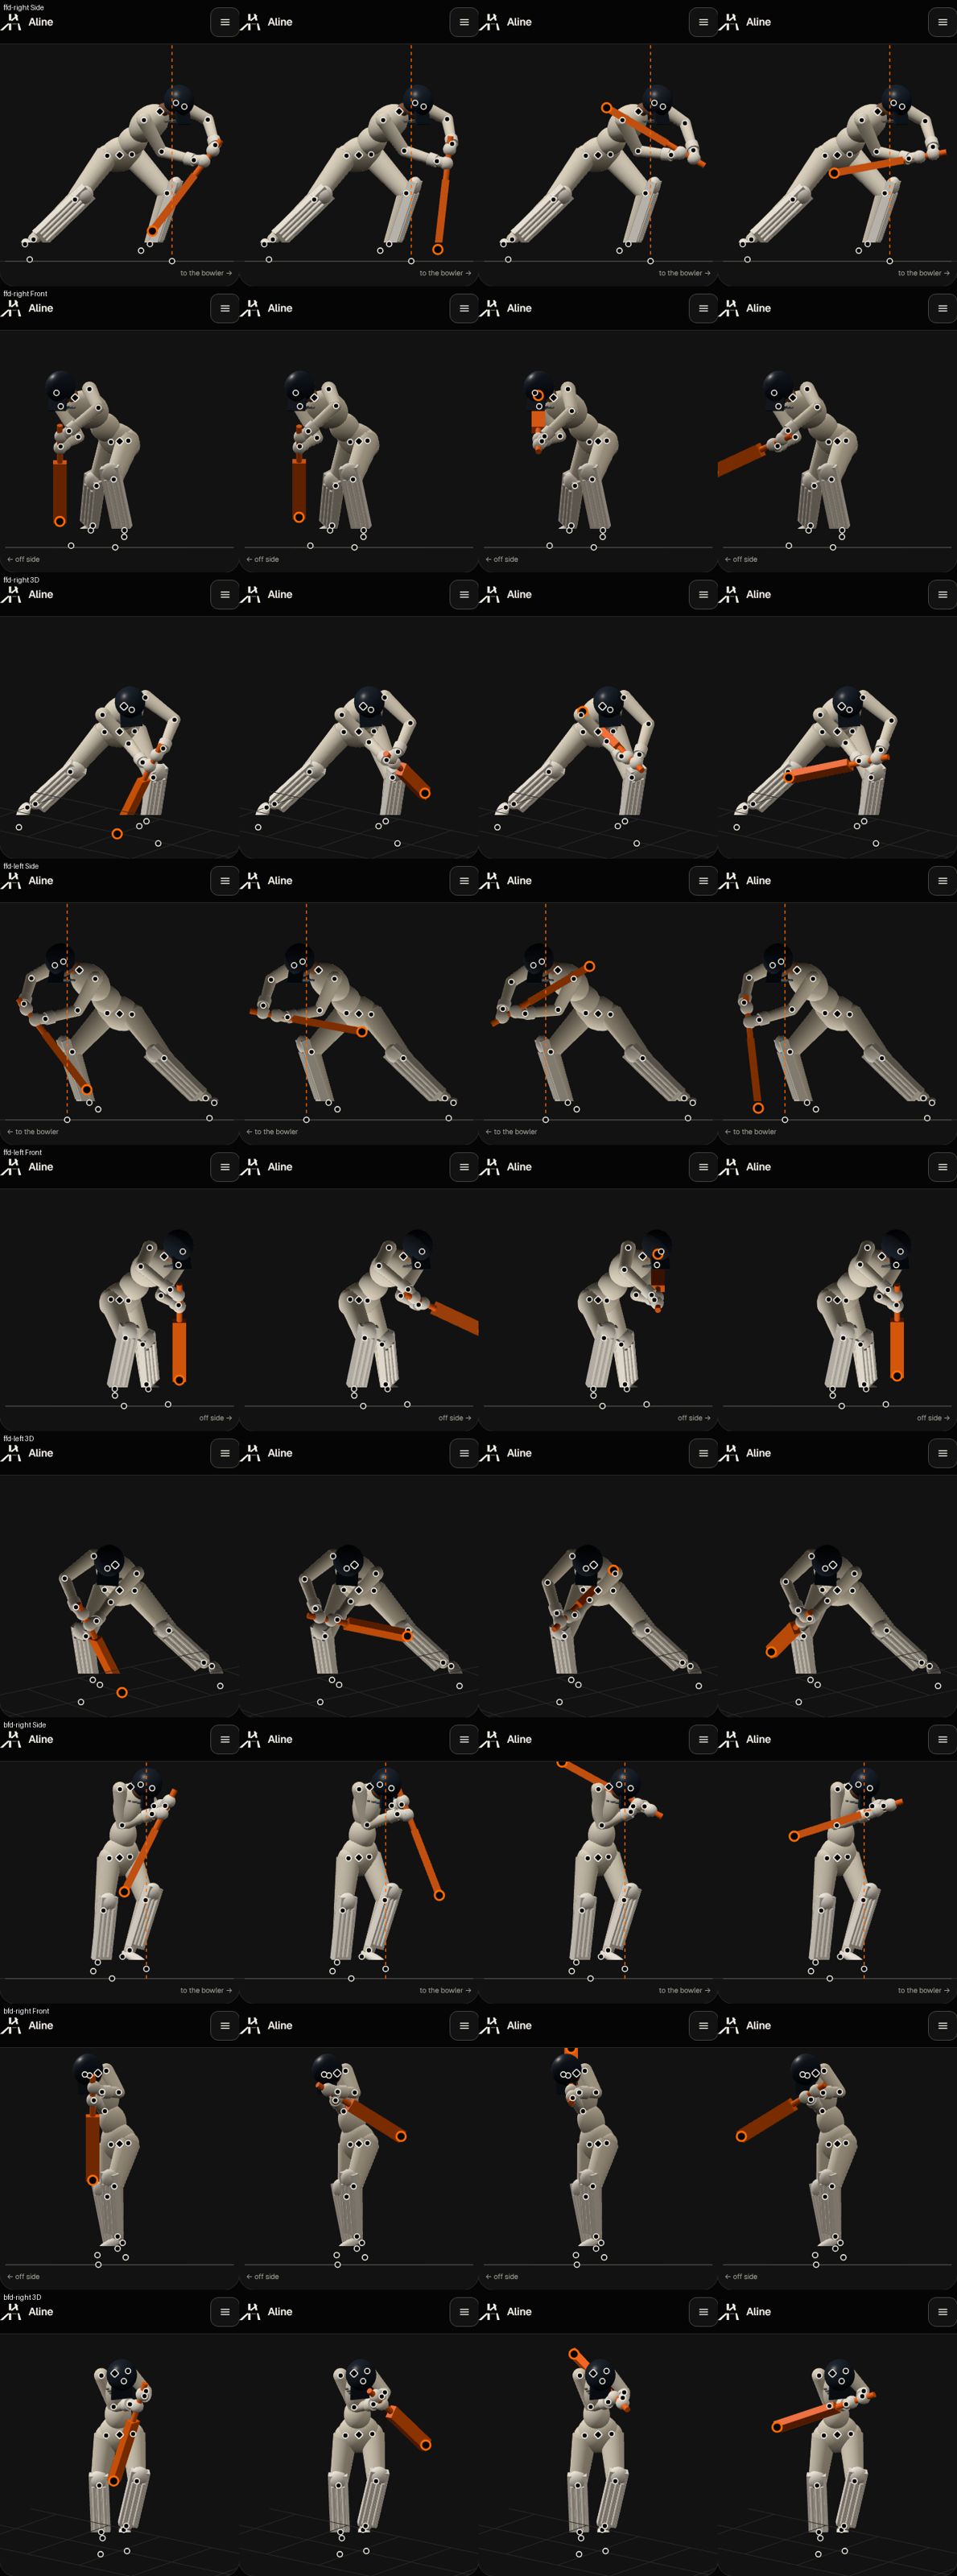 ffd-right Side
Aline Aline Aline Aline
to the bowler → to the bowler → to the bowler → to the bowler →
ffd-right Front
Aline Aline Aline Aline
← off side ← off side ← off side ← off side
ffd-right 3D
Aline Aline Aline Aline
ffd-left Side
Aline Aline Aline Aline
← to the bowler ← to the bowler ← to the bowler ← to the bowler
ffd-left Front
Aline Aline Aline Aline
off side → off side → off side → off side →
ffd-left 3D
Aline Aline Aline Aline
bfd-right Side
Aline Aline Aline Aline
to the bowler → to the bowler → to the bowler → to the bowler →
bfd-right Front
Aline Aline Aline Aline
← off side ← off side ← off side ← off side
bfd-right 3D
Aline Aline Aline Aline